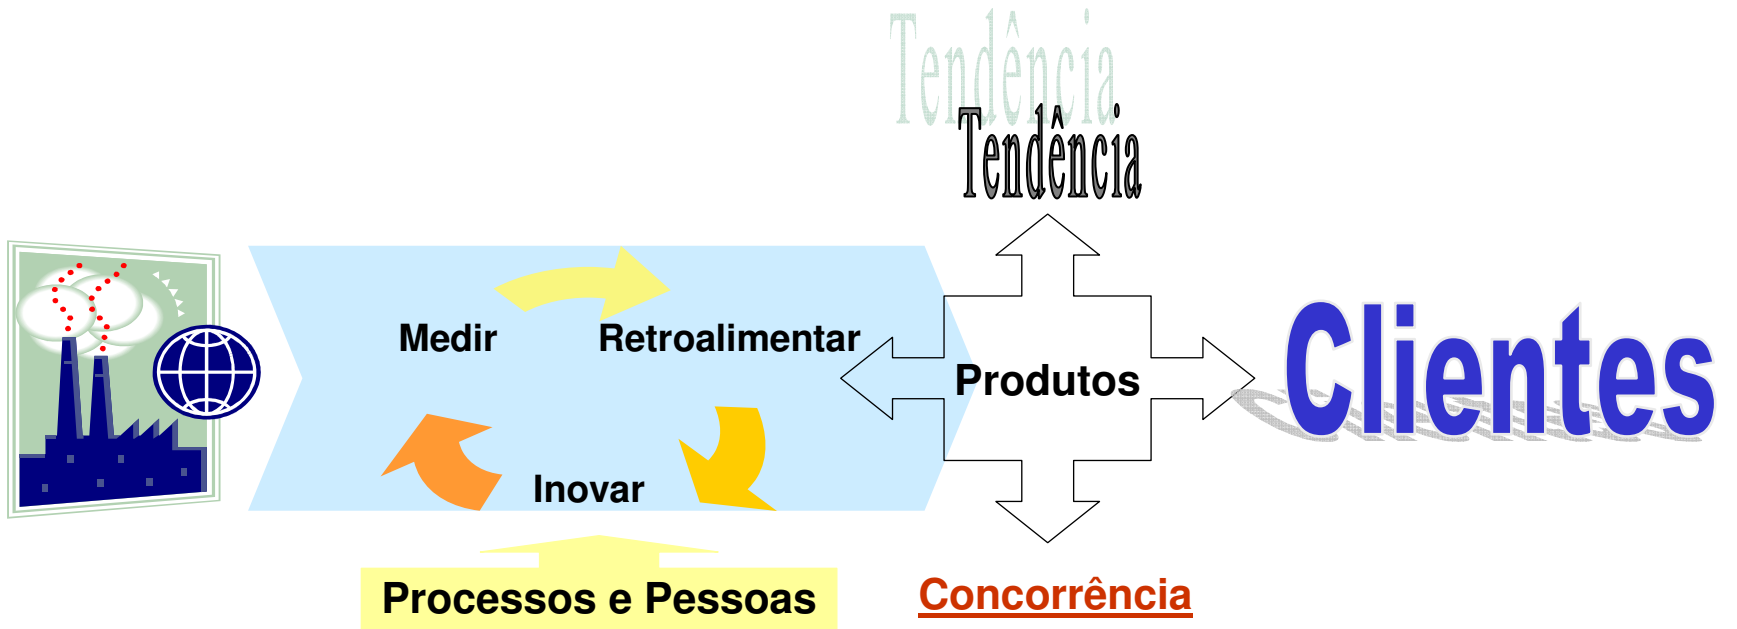 Tendência
Tendência
Medir
Retroalimentar
Produtos
Clientes
Inovar
Processos e Pessoas
Concorrência